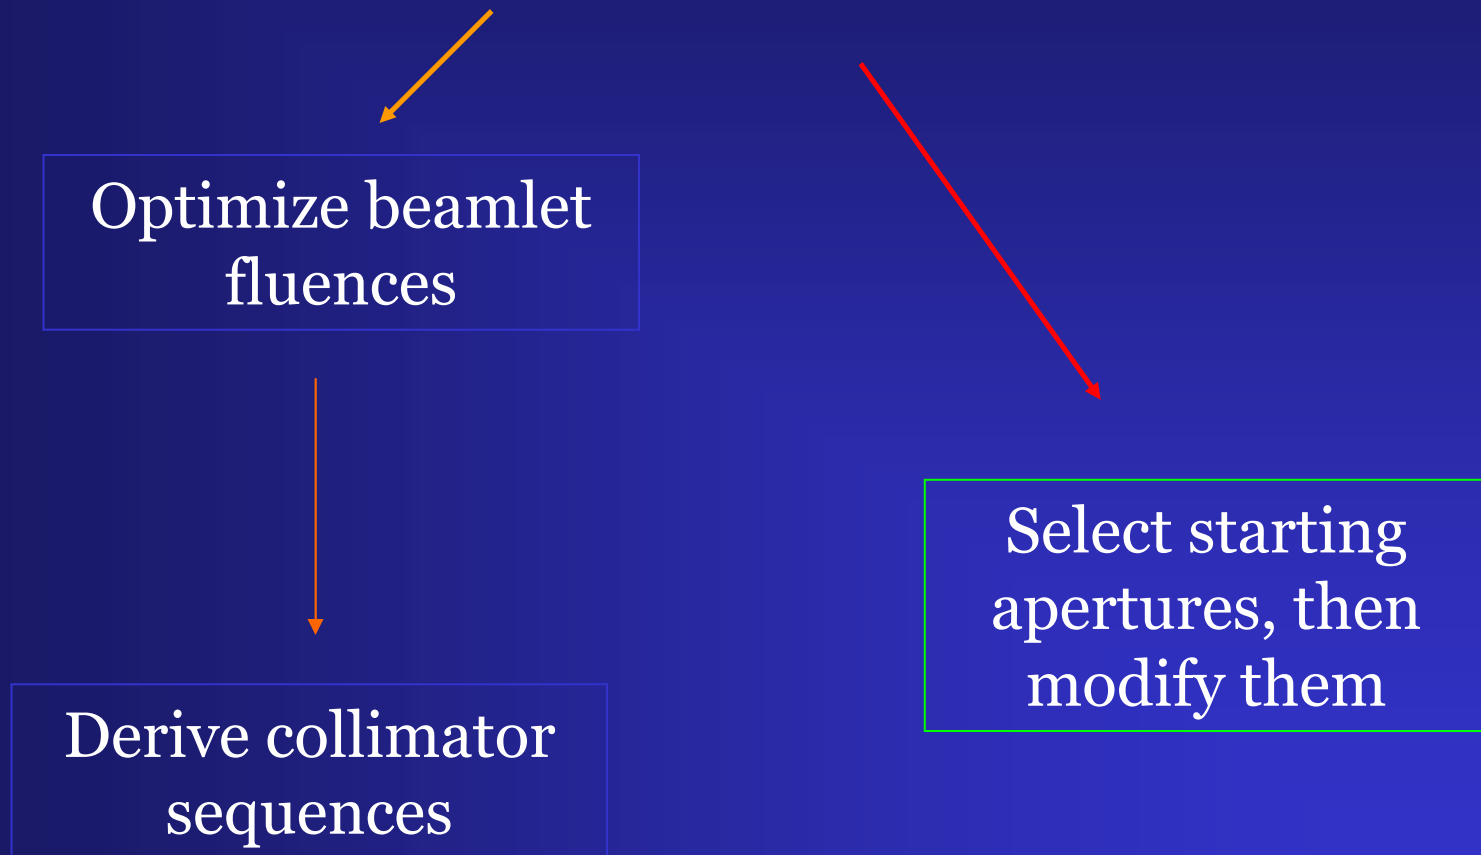 Optimize beamlet
fluences
Select starting
apertures, then
modify them
Derive collimator
sequences